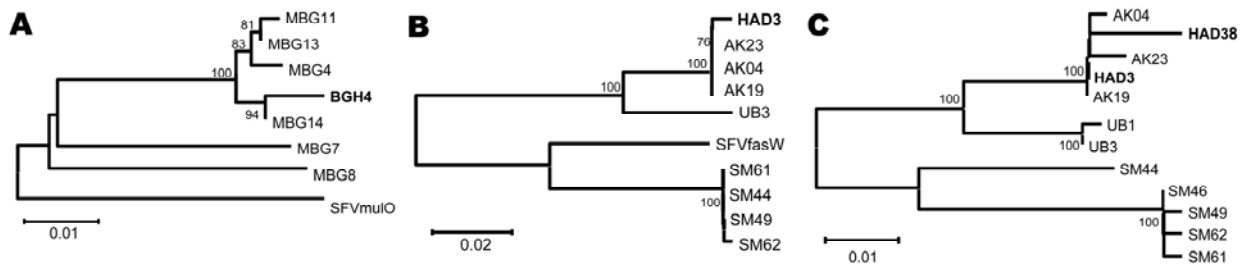 A
MBG11
81
MBG13
83
MBG4
100
BGH4
94
MBG14
MBG7
MBG8
SFVmulO
0.01
B
HAD3
76
AK23
100
AK04
AK19
100
UB3
SFVfasW
SM61
SM44
100
SM49
SM62
0.02
C
AK04
HAD38
AK23
100
HAD3
AK19
100
UB1
100
UB3
SM44
SM46
SM49
100
SM62
SM61
0.01